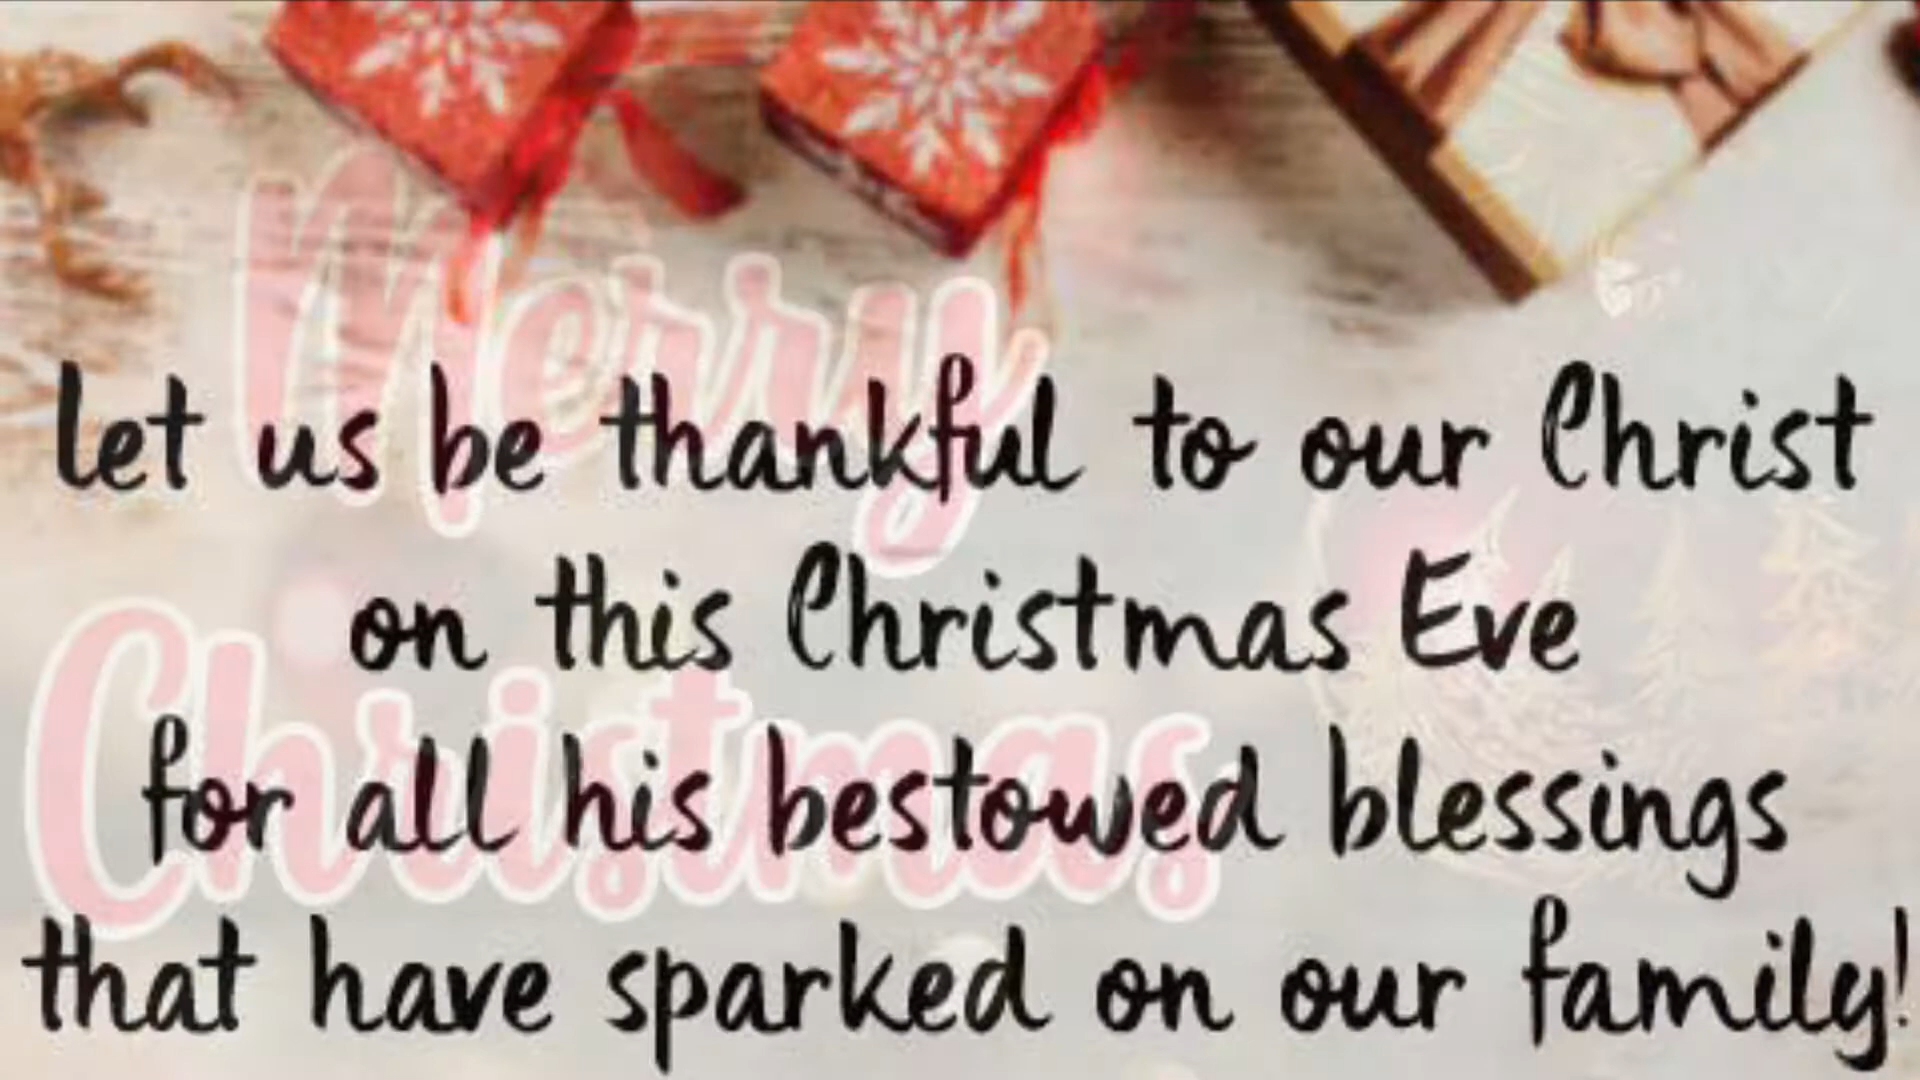 Merry
Christmas
let us be thankful to our Christ
on this Christmas Eve
for all his bestowed blessings
that have sparked on our family!